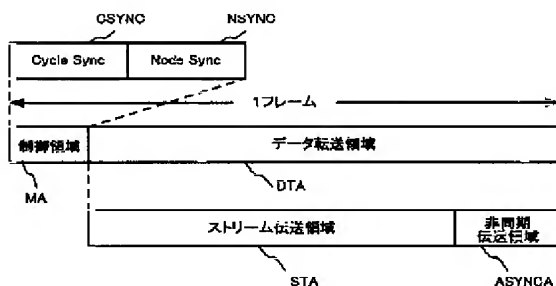 CSYNC
NSYNC
Cycle Sync
Node Sync
1フレーム
制御領域
データ転送領域
MA
DTA
ストリーム伝送領域
非同期
伝送領域
STA
ASYNCA